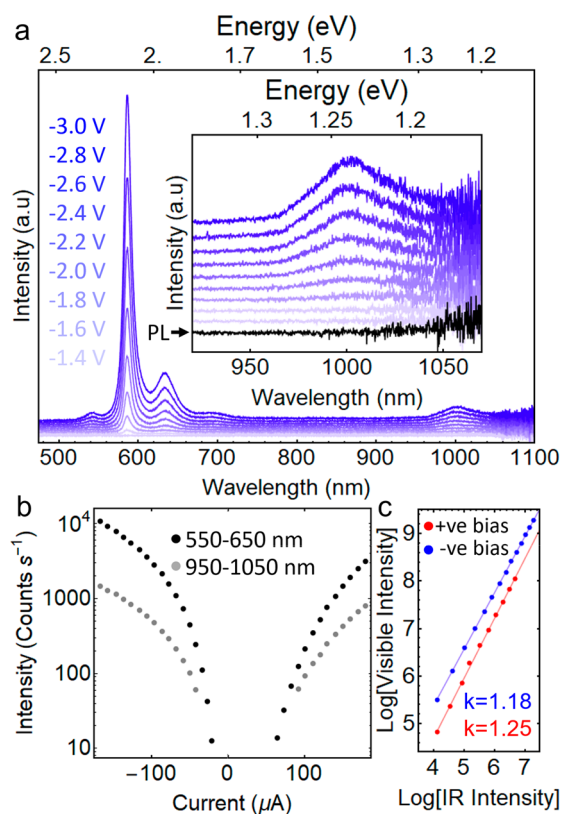 a
Energy (eV)
2.5 2. 1.7 1.5 1.3 1.2
Intensity (a.u)
-3.0 V
-2.8 V
-2.6 V
-2.4 V
-2.2 V
-2.0 V
-1.8 V
-1.6 V
-1.4 V
Energy (eV)
1.3 1.25 1.2
Intensity (a.u)
PL
950 1000 1050
Wavelength (nm)
500 600 700 800 900 1000 1100
Wavelength (nm)
b
Intensity (Counts s⁻¹)
10⁴
1000
100
10
550-650 nm
950-1050 nm
−100 0 100
Current (μA)
c
Log[Visible Intensity]
9
8
7
6
5
+ve bias
-ve bias
k=1.18
k=1.25
4 5 6 7
Log[IR Intensity]